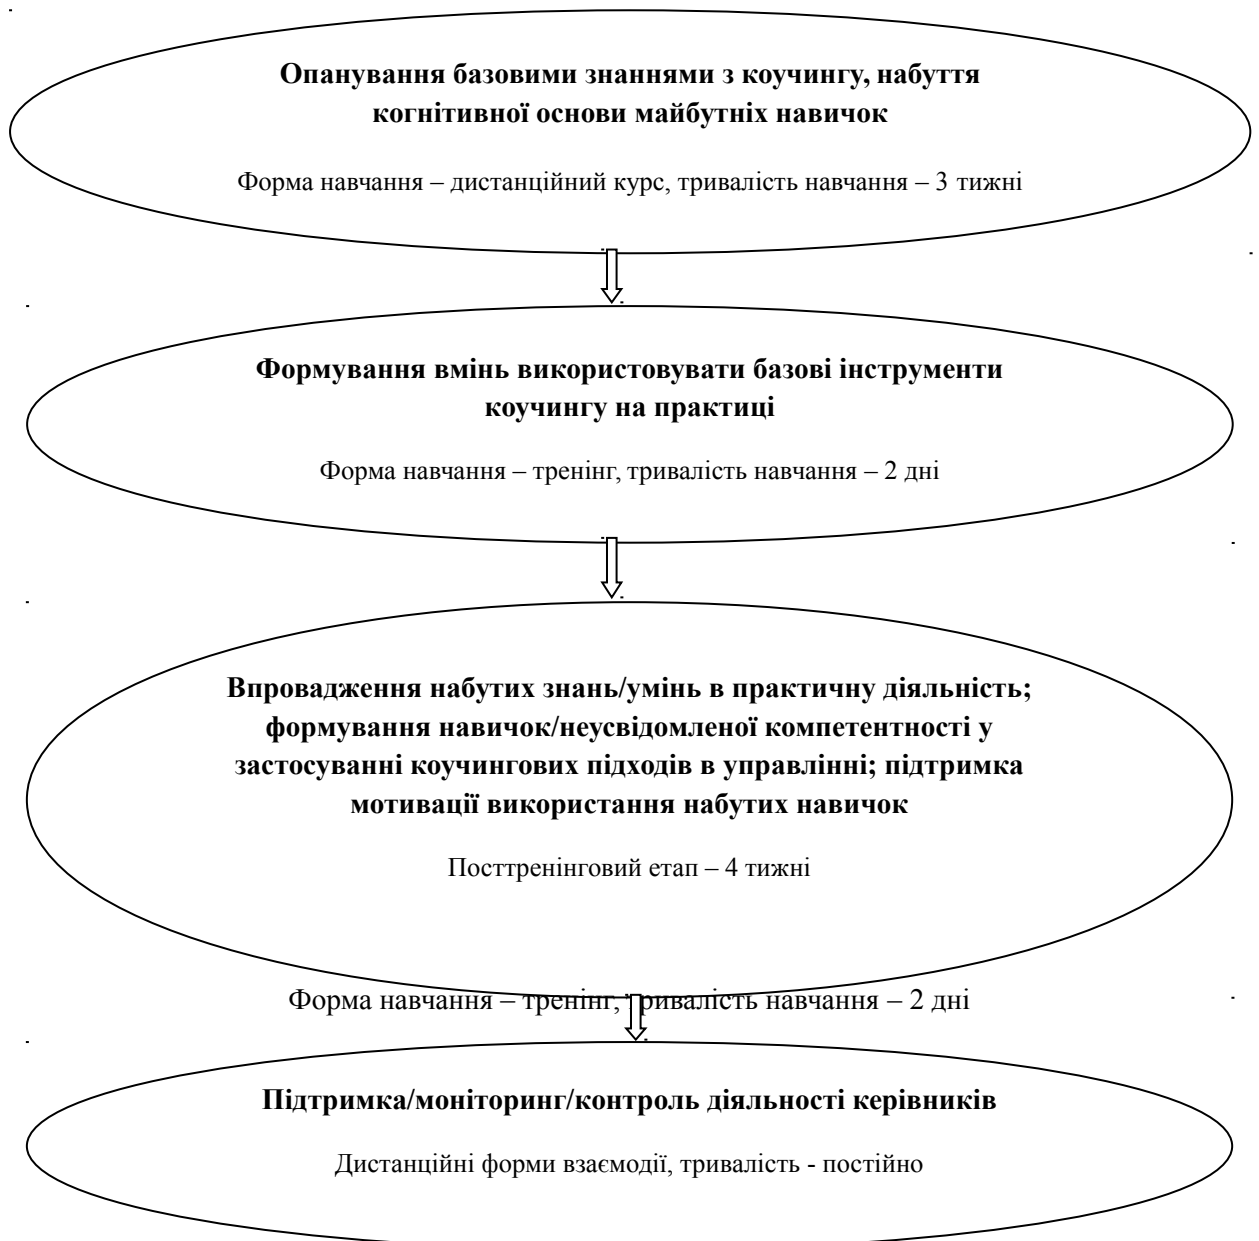 Опанування базовими знаннями з коучингу, набуття
когнітивної основи майбутніх навичок
Форма навчання – дистанційний курс, тривалість навчання – 3 тижні
Формування вмінь використовувати базові інструменти
коучингу на практиці
Форма навчання – тренінг, тривалість навчання – 2 дні
Впровадження набутих знань/умінь в практичну діяльність;
формування навичок/неусвідомленої компетентності у
застосуванні коучингових підходів в управлінні; підтримка
мотивації використання набутих навичок
Посттренінговий етап – 4 тижні
Форма навчання – тренінг, тривалість навчання – 2 дні
Підтримка/моніторинг/контроль діяльності керівників
Дистанційні форми взаємодії, тривалість - постійно